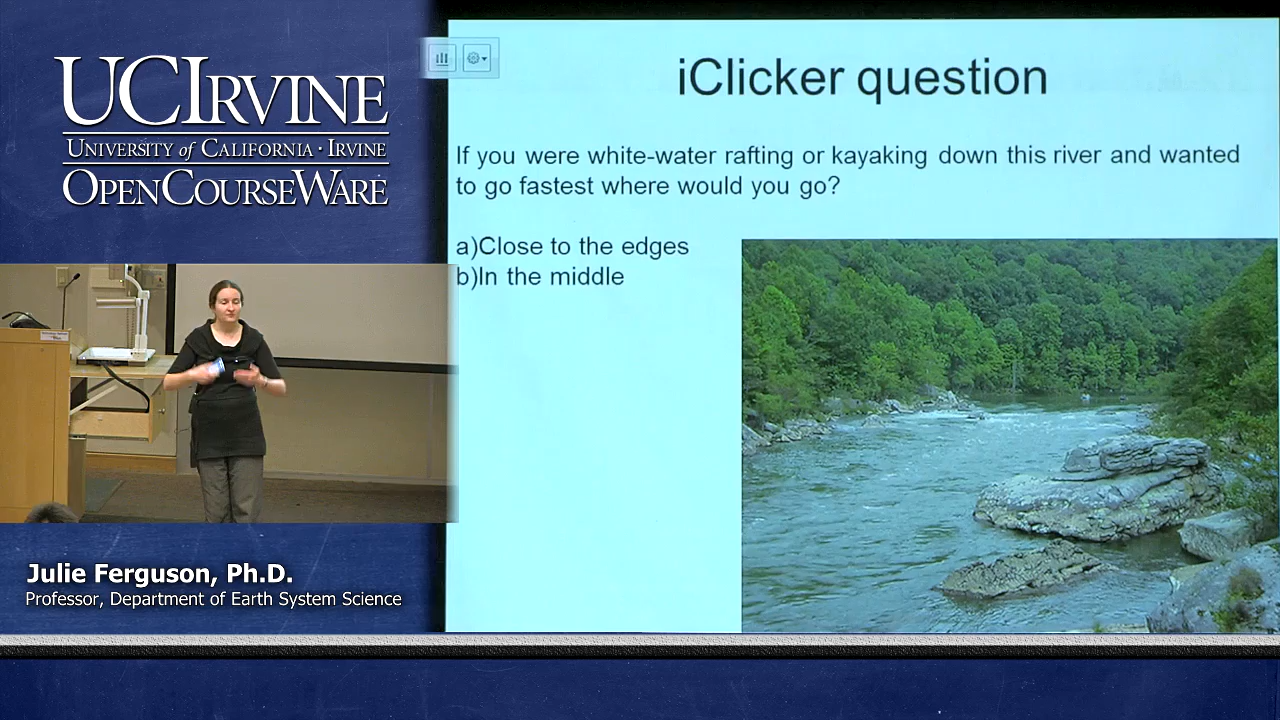 UCIRVINE
UNIVERSITY of CALIFORNIA · IRVINE
OPENCOURSEWARE
iClicker question
If you were white-water rafting or kayaking down this river and wanted
to go fastest where would you go?
a)Close to the edges
b)In the middle
Julie Ferguson, Ph.D.
Professor, Department of Earth System Science